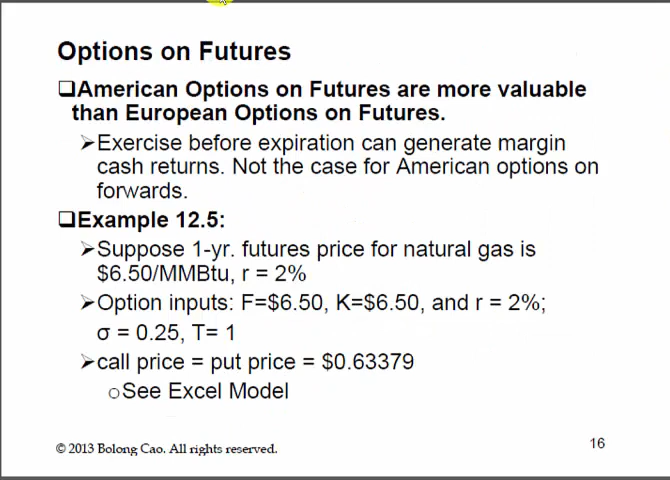 Options on Futures
❑American Options on Futures are more valuable
than European Options on Futures.
➢Exercise before expiration can generate margin
cash returns. Not the case for American options on
forwards.
❑Example 12.5:
➢Suppose 1-yr. futures price for natural gas is
$6.50/MMBtu, r = 2%
➢Option inputs: F=$6.50, K=$6.50, and r = 2%;
σ = 0.25, T= 1
➢call price = put price = $0.63379
○See Excel Model
© 2013 Bolong Cao. All rights reserved.
16